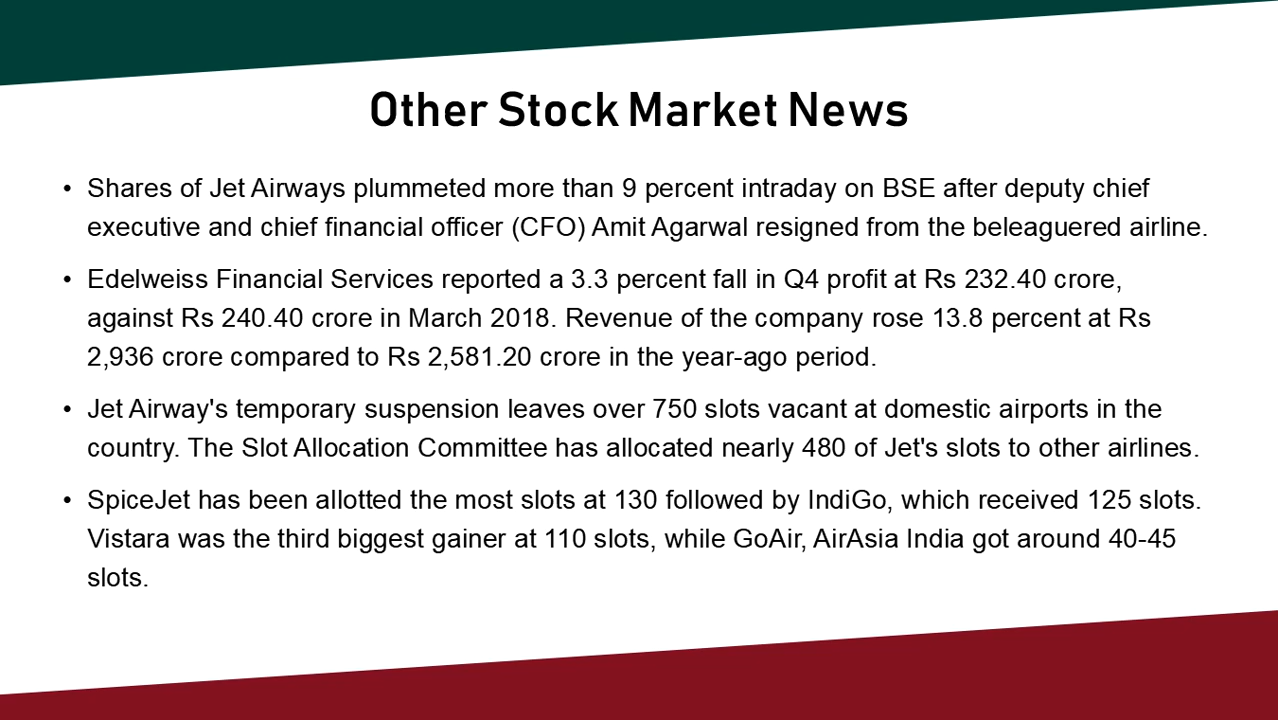 Other Stock Market News
• Shares of Jet Airways plummeted more than 9 percent intraday on BSE after deputy chief
executive and chief financial officer (CFO) Amit Agarwal resigned from the beleaguered airline.
• Edelweiss Financial Services reported a 3.3 percent fall in Q4 profit at Rs 232.40 crore,
against Rs 240.40 crore in March 2018. Revenue of the company rose 13.8 percent at Rs
2,936 crore compared to Rs 2,581.20 crore in the year-ago period.
• Jet Airway's temporary suspension leaves over 750 slots vacant at domestic airports in the
country. The Slot Allocation Committee has allocated nearly 480 of Jet's slots to other airlines.
• SpiceJet has been allotted the most slots at 130 followed by IndiGo, which received 125 slots.
Vistara was the third biggest gainer at 110 slots, while GoAir, AirAsia India got around 40-45
slots.